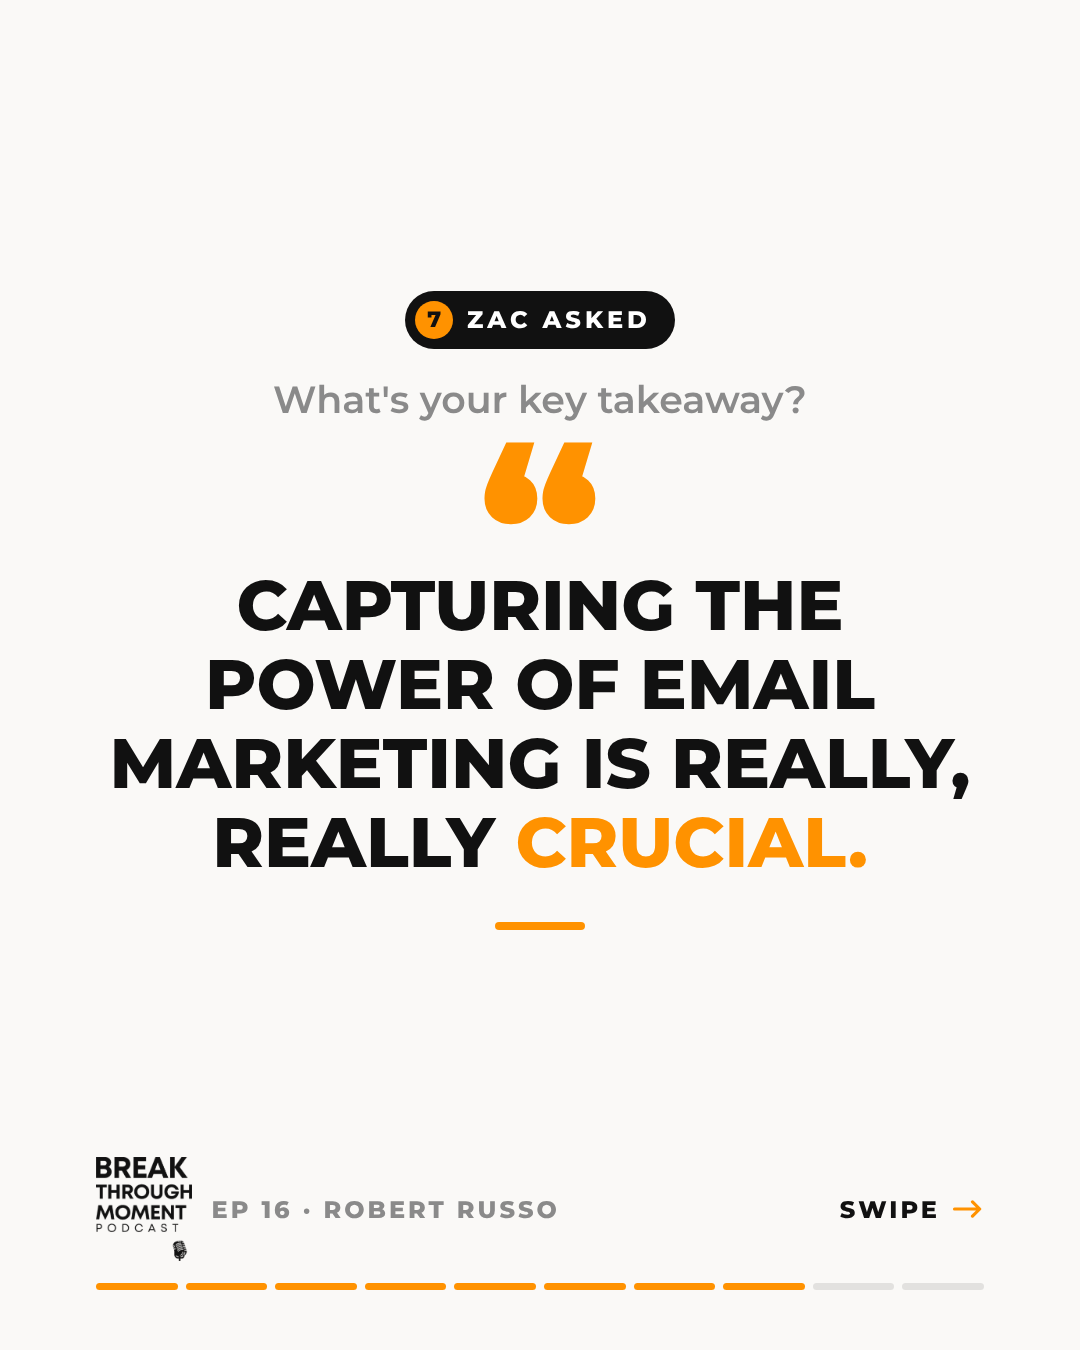 7 ZAC ASKED
What's your key takeaway?
“
CAPTURING THE
POWER OF EMAIL
MARKETING IS REALLY,
REALLY CRUCIAL.
BREAK
THROUGH
MOMENT
PODCAST
EP 16 · ROBERT RUSSO
SWIPE →